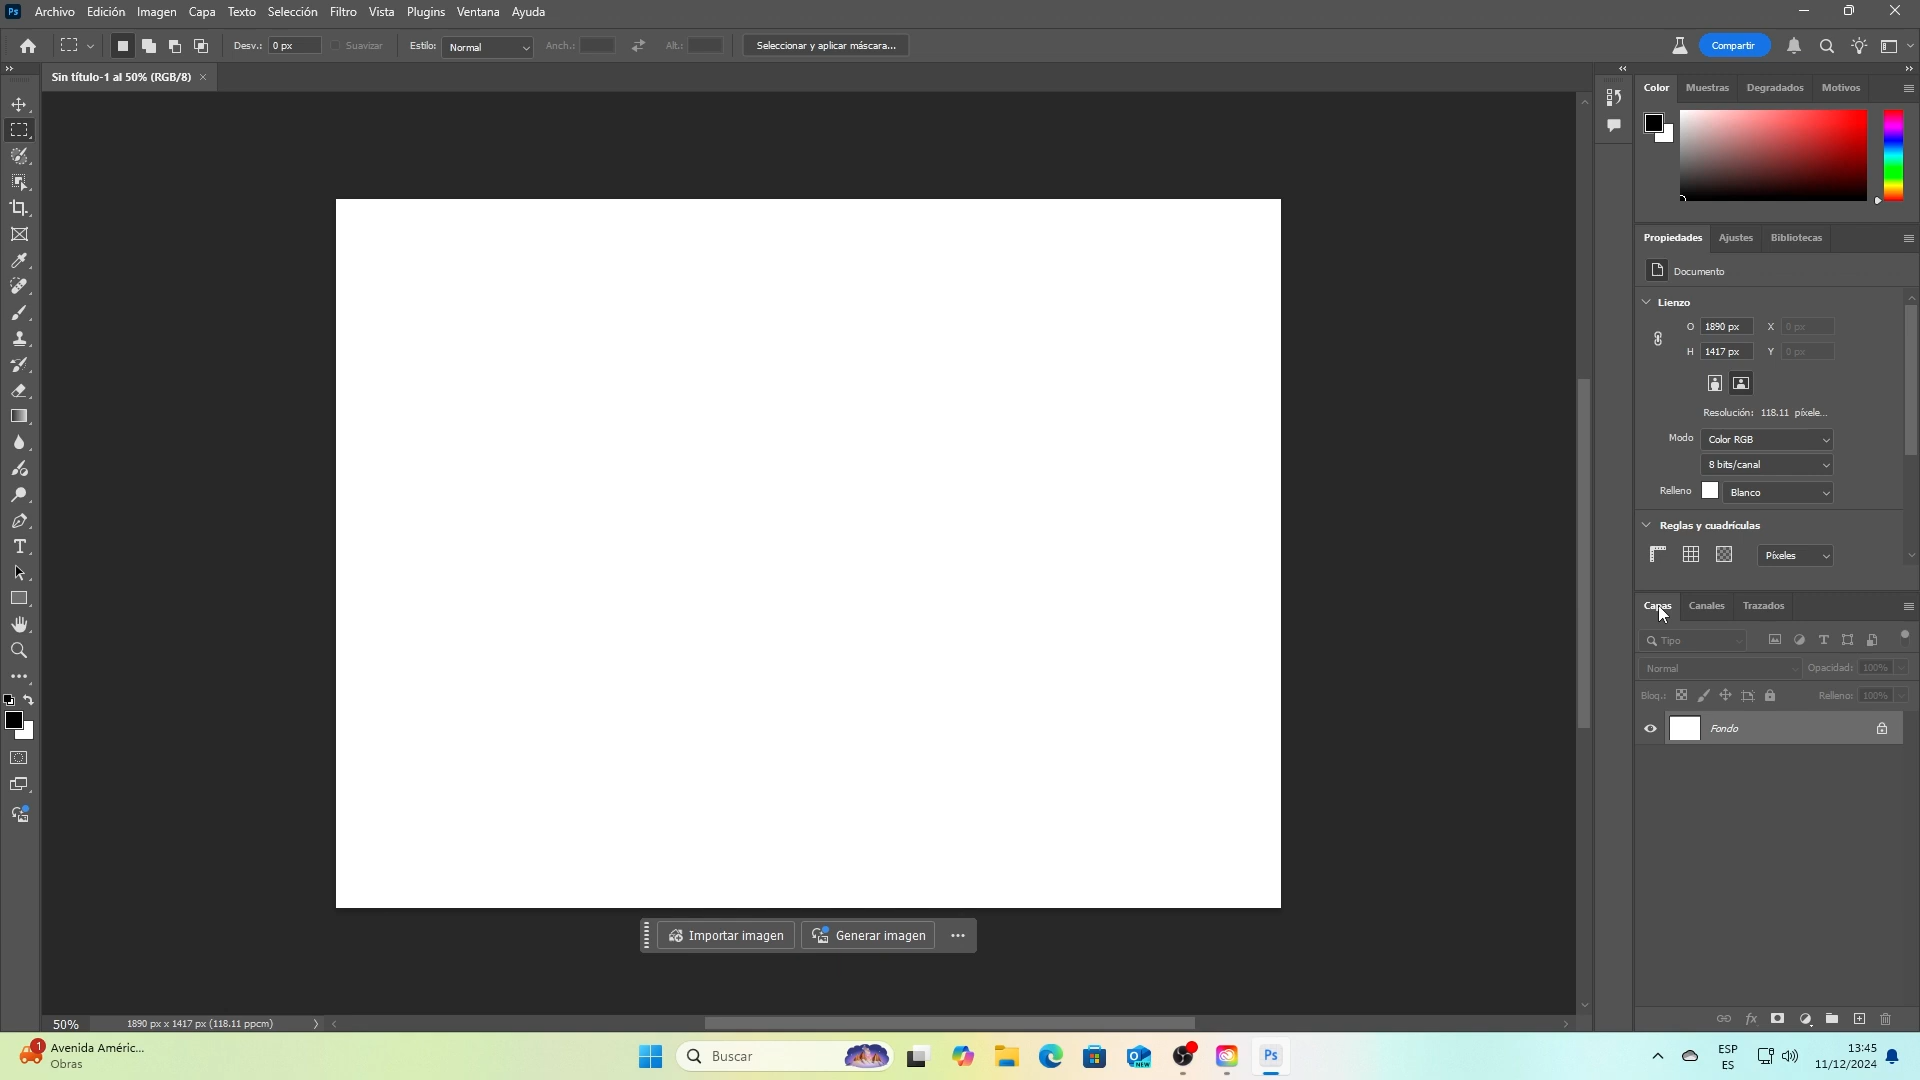 Ps Archivo Edición Imagen Capa Texto Selección Filtro Vista Plugins Ventana Ayuda
Desv.: 0 px Suavizar Estilo: Normal Anch.: Alt.: Seleccionar y aplicar máscara... Compartir
Sin título-1 al 50% (RGB/8)
Color Muestras Degradados Motivos
Propiedades Ajustes Bibliotecas
Documento
Lienzo
O 1890 px X 0 px
H 1417 px Y 0 px
Resolución: 118.11 píxele...
Modo Color RGB
8 bits/canal
Relleno Blanco
Reglas y cuadrículas
Píxeles
Capas Canales Trazados
Tipo
Normal Opacidad: 100%
Bloq.: Relleno: 100%
Fondo
Importar imagen Generar imagen
50% 1890 px x 1417 px (118.11 ppcm)
1 Avenida Améric...
Obras
Buscar
NEW
Ps
ESP
ES
13:45
11/12/2024